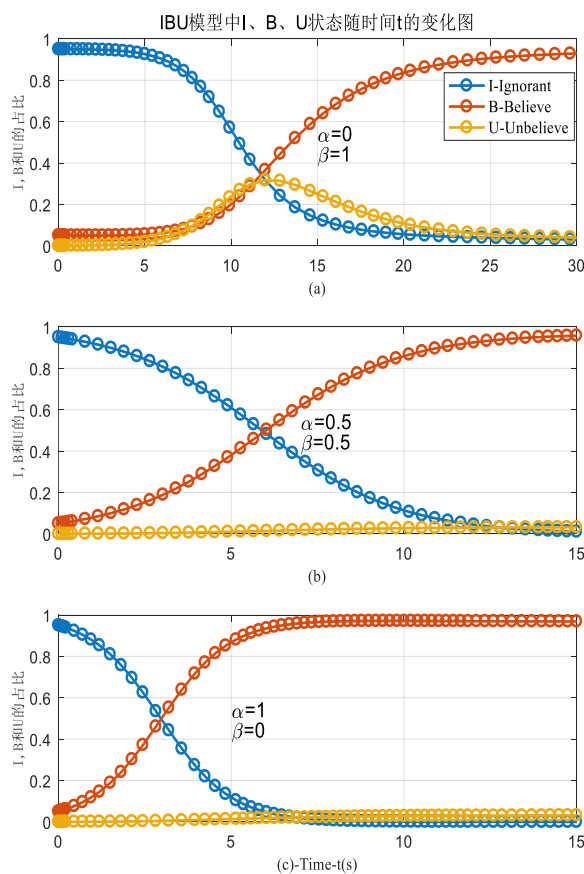 IBU模型中I、B、U状态随时间t的变化图
I, B和U的占比
1
0.8
0.6
0.4
0.2
0
I-Ignorant
B-Believe
U-Unbelieve
α=0
β=1
0 5 10 15 20 25 30
(a)
I, B和U的占比
1
0.8
0.6
0.4
0.2
0
α=0.5
β=0.5
0 5 10 15
(b)
I, B和U的占比
1
0.8
0.6
0.4
0.2
0
α=1
β=0
0 5 10 15
(c)-Time-t(s)